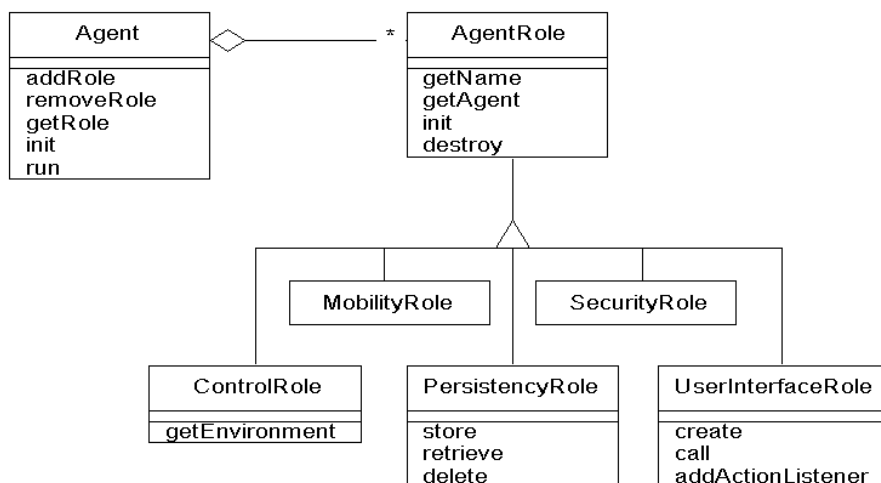 Agent
addRole
removeRole
getRole
init
run
*
AgentRole
getName
getAgent
init
destroy
MobilityRole
SecurityRole
ControlRole
getEnvironment
PersistencyRole
store
retrieve
delete
UserInterfaceRole
create
call
addActionListener